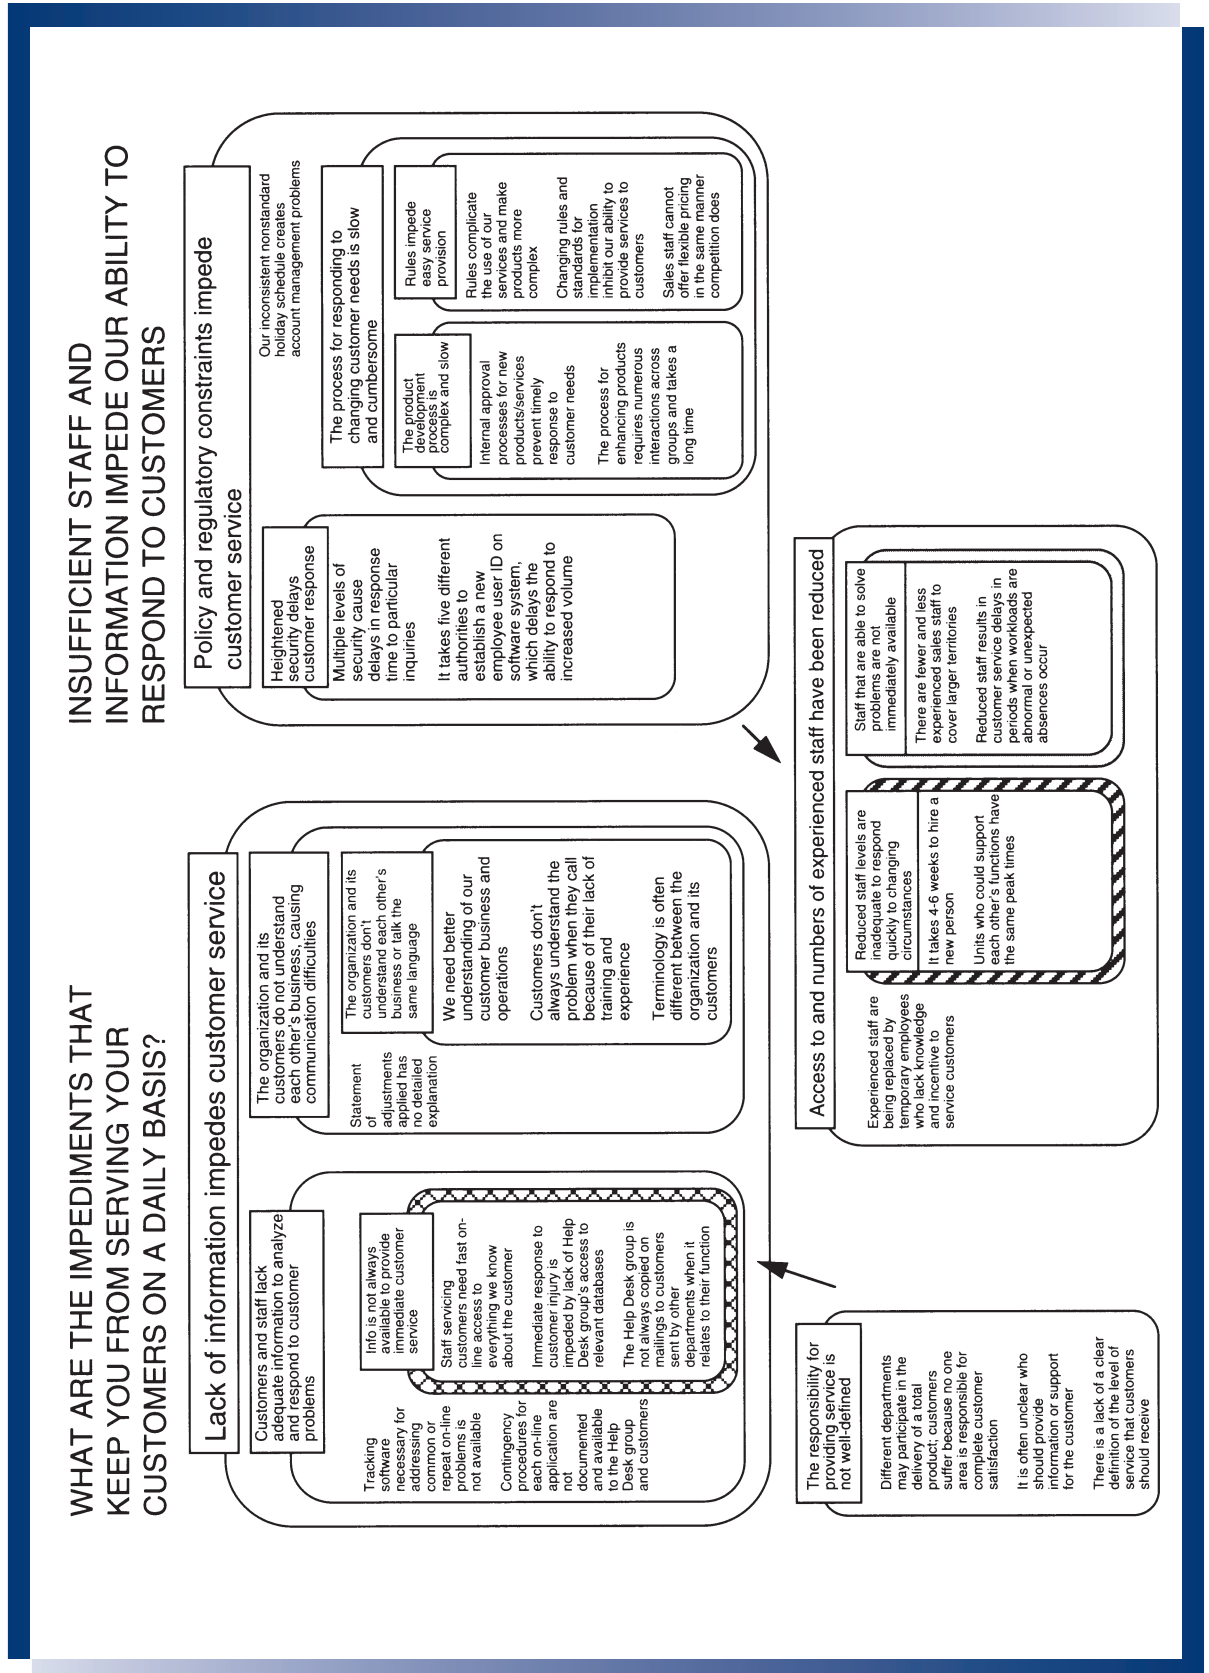 WHAT ARE THE IMPEDIMENTS THAT
KEEP YOU FROM SERVING YOUR
CUSTOMERS ON A DAILY BASIS?
INSUFFICIENT STAFF AND
INFORMATION IMPEDE OUR ABILITY TO
RESPOND TO CUSTOMERS
Lack of information impedes customer service
Customers and staff lack
adequate information to analyze
and respond to customer
problems
Tracking
software
necessary for
addressing
common or
repeat on-line
problems is
not available
Contingency
procedures for
each on-line
application are
not
documented
and available
to the Help
Desk group
and customers
Info is not always
available to provide
immediate customer
service
Staff servicing
customers need fast on-
line access to
everything we know
about the customer
Immediate response to
customer injury is
impeded by lack of Help
Desk group's access to
relevant databases
The Help Desk group is
not always copied on
mailings to customers
sent by other
departments when it
relates to their function
The organization and its
customers do not understand
each other's business, causing
communication difficulties
Statement
of
adjustments
applied has
no detailed
explanation
The organization and its
customers don't
understand each other's
business or talk the
same language
We need better
understanding of our
customer business and
operations
Customers don't
always understand the
problem when they call
because of their lack of
training and
experience
Terminology is often
different between the
organization and its
customers
Policy and regulatory constraints impede
customer service
Heightened
security delays
customer response
Multiple levels of
security cause
delays in response
time to particular
inquiries
It takes five different
authorities to
establish a new
employee user ID on
software system,
which delays the
ability to respond to
increased volume
Our inconsistent nonstandard
holiday schedule creates
account management problems
The process for responding to
changing customer needs is slow
and cumbersome
The product
development
process is
complex and slow
Internal approval
processes for new
products/services
prevent timely
response to
customer needs
The process for
enhancing products
requires numerous
interactions across
groups and takes a
long time
Rules impede
easy service
provision
Rules complicate
the use of our
services and make
products more
complex
Changing rules and
standards for
implementation
inhibit our ability to
provide services to
customers
Sales staff cannot
offer flexible pricing
in the same manner
competition does
The responsibility for
providing service is
not well-defined
Different departments
may participate in the
delivery of a total
product; customers
suffer because no one
area is responsible for
complete customer
satisfaction
It is often unclear who
should provide
information or support
for the customer
There is a lack of a clear
definition of the level of
service that customers
should receive
Access to and numbers of experienced staff have been reduced
Experienced staff are
being replaced by
temporary employees
who lack knowledge
and incentive to
service customers
Reduced staff levels are
inadequate to respond
quickly to changing
circumstances
It takes 4-6 weeks to hire a
new person
Units who could support
each other's functions have
the same peak times
Staff that are able to solve
problems are not
immediately available
There are fewer and less
experienced sales staff to
cover larger territories
Reduced staff results in
customer service delays in
periods when workloads are
abnormal or unexpected
absences occur